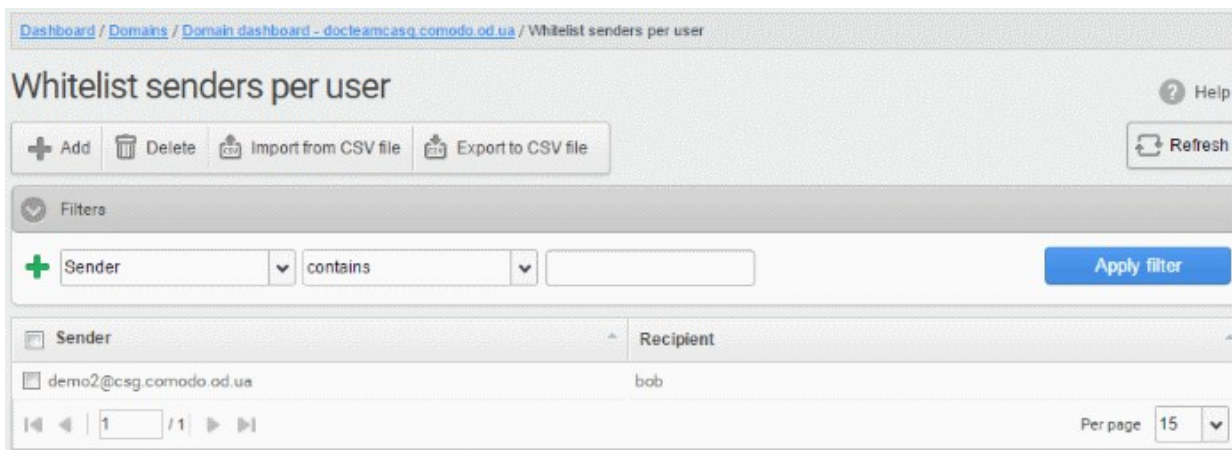 Dashboard / Domains / Domain dashboard - docteamcasg.comodo.od.ua / Whitelist senders per user
Whitelist senders per user
Help
Add Delete Import from CSV file Export to CSV file Refresh
Filters
Sender contains Apply filter
Sender Recipient
demo2@csg.comodo.od.ua bob
1 / 1 Per page 15